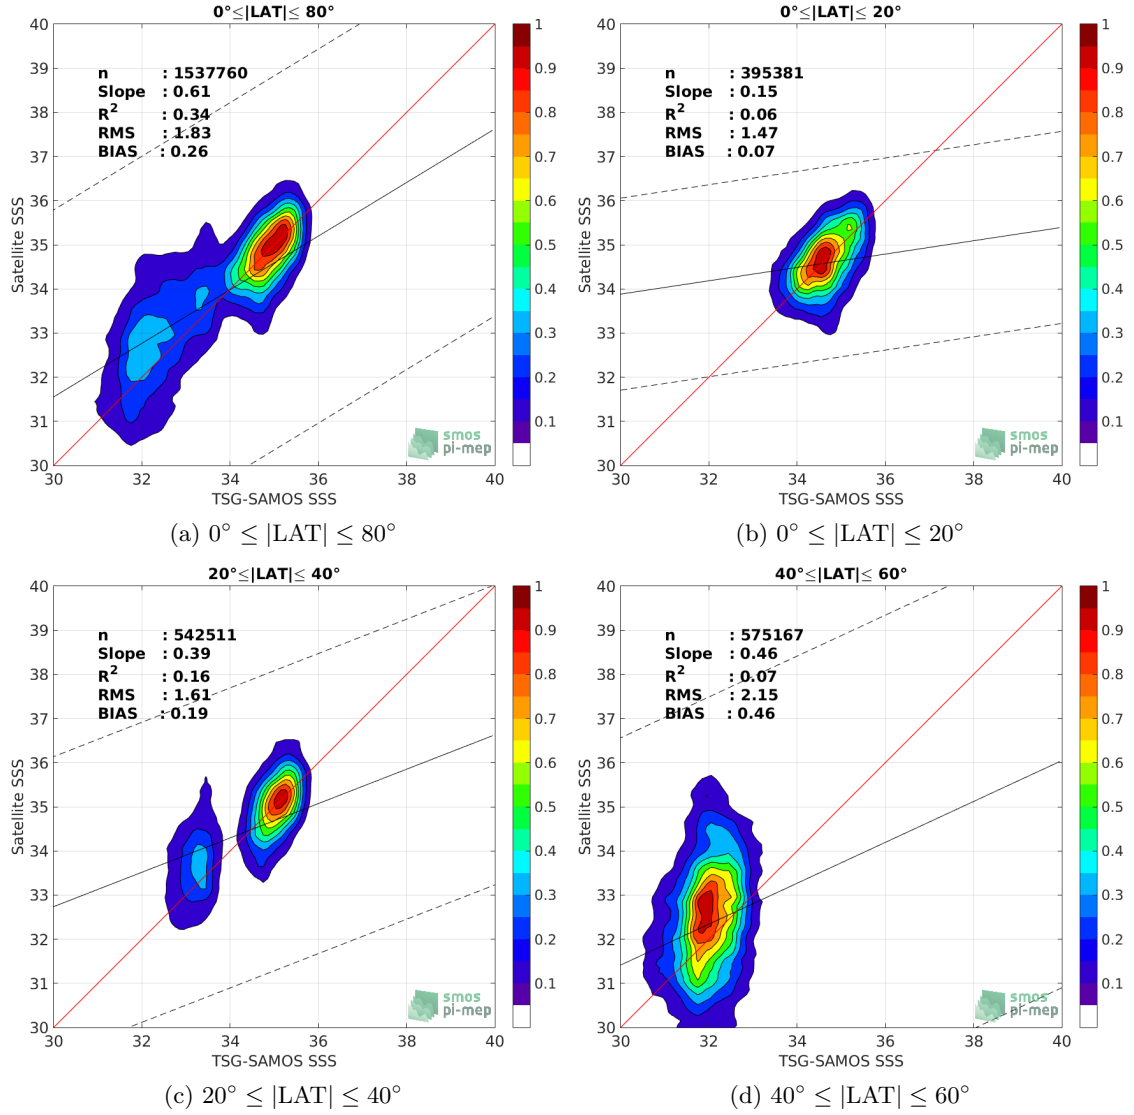 0°≤|LAT|≤ 80°
n : 1537760
Slope : 0.61
R² : 0.34
RMS : 1.83
BIAS : 0.26
40
39
38
37
36
35
34
33
32
31
30
30 32 34 36 38 40
Satellite SSS
TSG-SAMOS SSS
smos
pi-mep
1
0.9
0.8
0.7
0.6
0.5
0.4
0.3
0.2
0.1
(a) 0° ≤ |LAT| ≤ 80°
0°≤|LAT|≤ 20°
n : 395381
Slope : 0.15
R² : 0.06
RMS : 1.47
BIAS : 0.07
40
39
38
37
36
35
34
33
32
31
30
30 32 34 36 38 40
Satellite SSS
TSG-SAMOS SSS
smos
pi-mep
1
0.9
0.8
0.7
0.6
0.5
0.4
0.3
0.2
0.1
(b) 0° ≤ |LAT| ≤ 20°
20°≤|LAT|≤ 40°
n : 542511
Slope : 0.39
R² : 0.16
RMS : 1.61
BIAS : 0.19
40
39
38
37
36
35
34
33
32
31
30
30 32 34 36 38 40
Satellite SSS
TSG-SAMOS SSS
smos
pi-mep
1
0.9
0.8
0.7
0.6
0.5
0.4
0.3
0.2
0.1
(c) 20° ≤ |LAT| ≤ 40°
40°≤|LAT|≤ 60°
n : 575167
Slope : 0.46
R² : 0.07
RMS : 2.15
BIAS : 0.46
40
39
38
37
36
35
34
33
32
31
30
30 32 34 36 38 40
Satellite SSS
TSG-SAMOS SSS
smos
pi-mep
1
0.9
0.8
0.7
0.6
0.5
0.4
0.3
0.2
0.1
(d) 40° ≤ |LAT| ≤ 60°